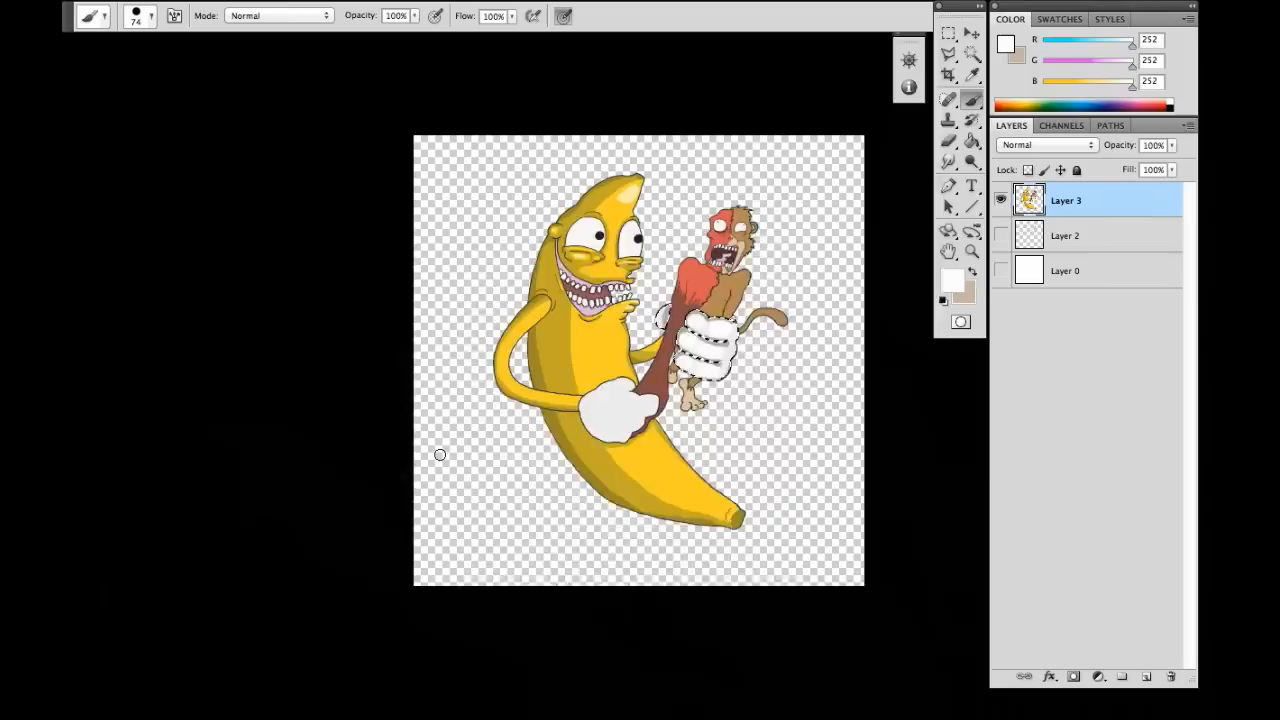 74
Mode: Normal
Opacity: 100%
Flow: 100%
COLOR SWATCHES STYLES
R 252
G 252
B 252
LAYERS CHANNELS PATHS
Normal Opacity: 100%
Lock: Fill: 100%
Layer 3
Layer 2
Layer 0